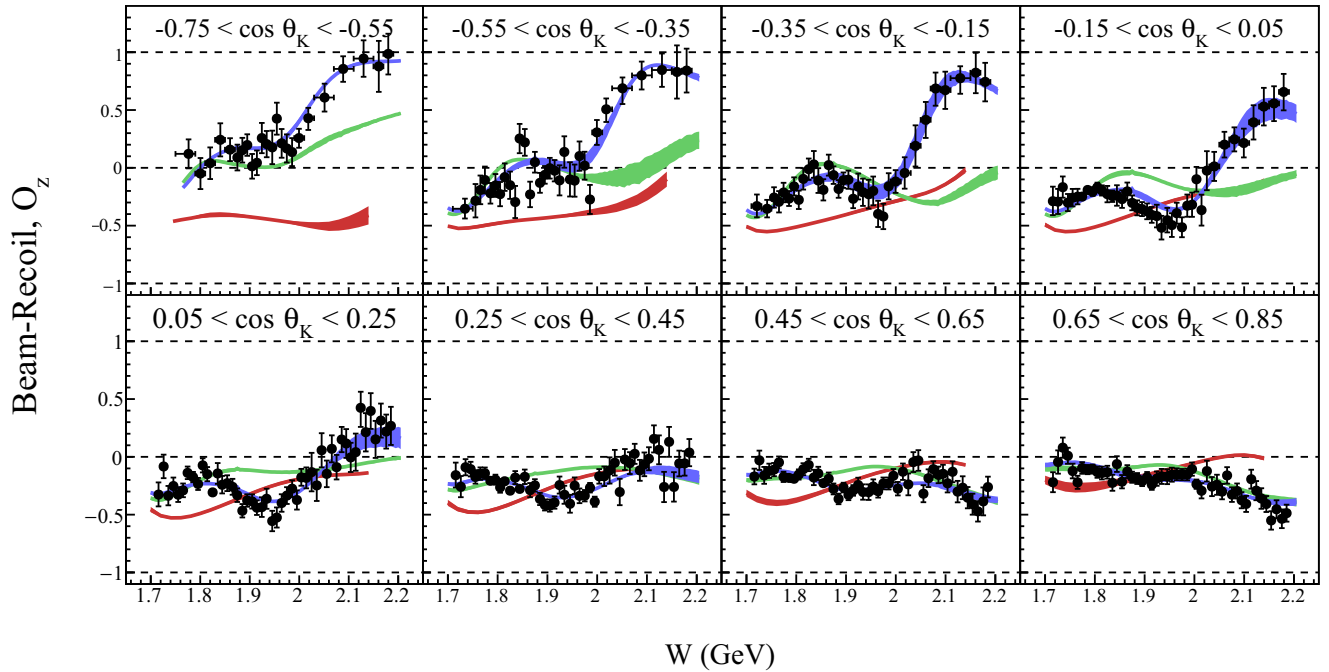 -0.75 < cos θK < -0.55
-0.55 < cos θK < -0.35
-0.35 < cos θK < -0.15
-0.15 < cos θK < 0.05
1
0.5
0
−0.5
−1
0.05 < cos θK < 0.25
0.25 < cos θK < 0.45
0.45 < cos θK < 0.65
0.65 < cos θK < 0.85
1
0.5
0
−0.5
−1
1.7 1.8 1.9 2 2.1 2.2
1.7 1.8 1.9 2 2.1 2.2
1.7 1.8 1.9 2 2.1 2.2
1.7 1.8 1.9 2 2.1 2.2
Beam-Recoil, Oz
W (GeV)